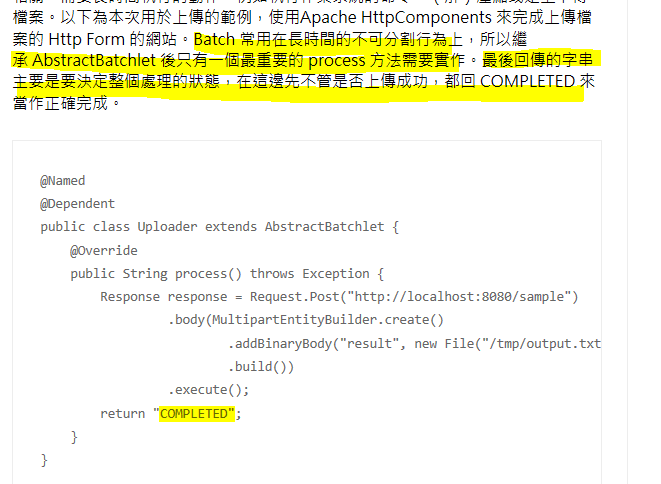 檔案。以下為本次用於上傳的範例，使用Apache HttpComponents 來完成上傳檔
案的 Http Form 的網站。Batch 常用在長時間的不可分割行為上，所以繼
承 AbstractBatchlet 後只有一個最重要的 process 方法需要實作。最後回傳的字串
主要是要決定整個處理的狀態，在這邊先不管是否上傳成功，都回 COMPLETED 來
當作正確完成。
@Named
@Dependent
public class Uploader extends AbstractBatchlet {
@Override
public String process() throws Exception {
Response response = Request.Post("http://localhost:8080/sample")
.body(MultipartEntityBuilder.create()
.addBinaryBody("result", new File("/tmp/output.txt
.build())
.execute();
return "COMPLETED";
}
}